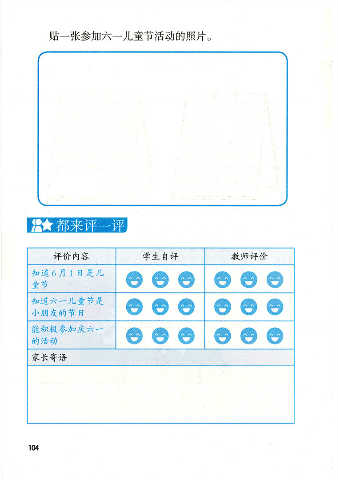 贴一张参加六一儿童节活动的照片。
都来评一评
评价内容 学生自评 教师评价
知道6月1日是儿
童节
知道六一儿童节是
小朋友的节日
能积极参加庆六一
的活动
家长寄语
104